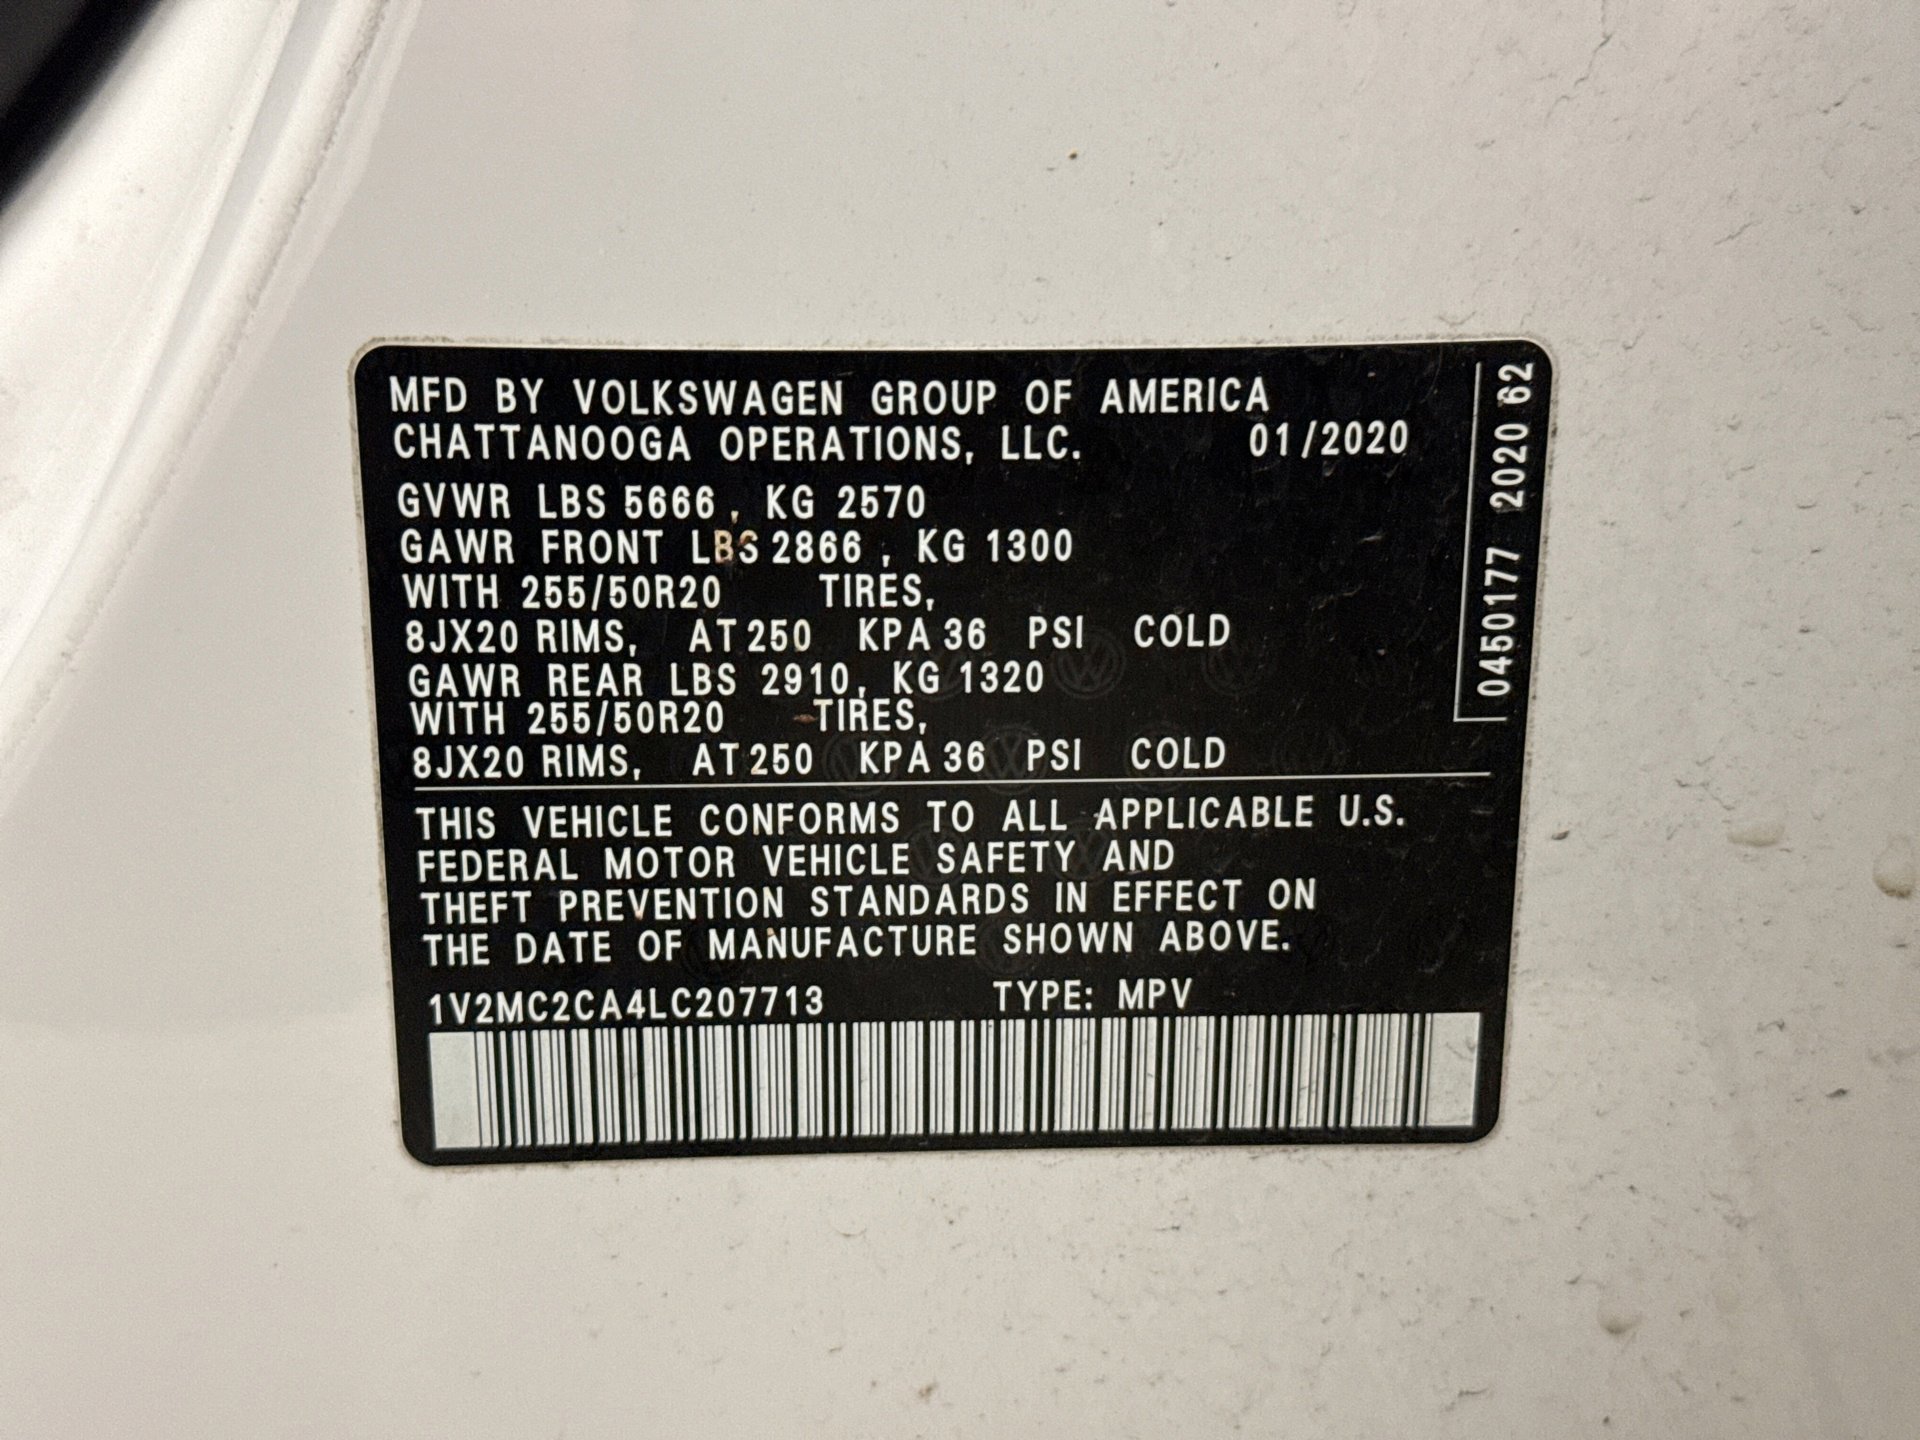 MFD BY VOLKSWAGEN GROUP OF AMERICA
CHATTANOOGA OPERATIONS, LLC. 01/2020
GVWR LBS 5666, KG 2570
GAWR FRONT LBS 2866, KG 1300
WITH 255/50R20 TIRES,
8JX20 RIMS, AT 250 KPA 36 PSI COLD
GAWR REAR LBS 2910, KG 1320
WITH 255/50R20 TIRES,
8JX20 RIMS, AT 250 KPA 36 PSI COLD
THIS VEHICLE CONFORMS TO ALL APPLICABLE U.S.
FEDERAL MOTOR VEHICLE SAFETY AND
THEFT PREVENTION STANDARDS IN EFFECT ON
THE DATE OF MANUFACTURE SHOWN ABOVE.
1V2MC2CA4LC207713 TYPE: MPV
0450177 2020 62